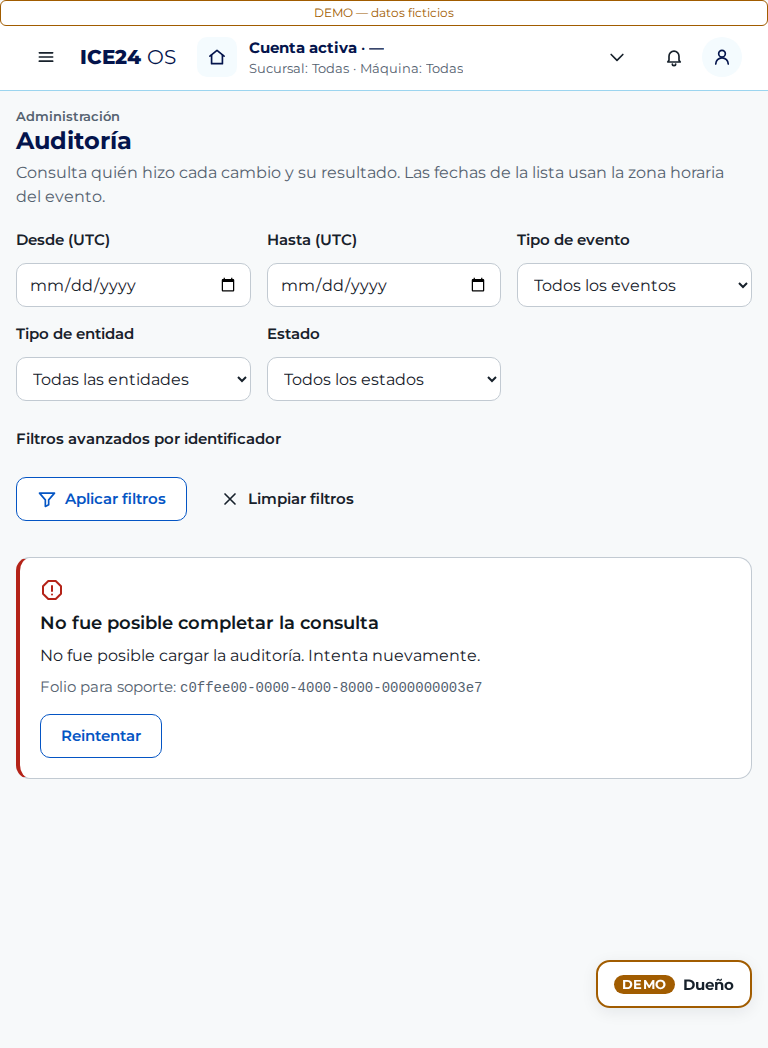 DEMO — datos ficticios
ICE24 OS
Cuenta activa · —
Sucursal: Todas · Máquina: Todas
Administración
Auditoría
Consulta quién hizo cada cambio y su resultado. Las fechas de la lista usan la zona horaria
del evento.
Desde (UTC)
Hasta (UTC)
Tipo de evento
mm/dd/yyyy
mm/dd/yyyy
Todos los eventos
Tipo de entidad
Estado
Todas las entidades
Todos los estados
Filtros avanzados por identificador
Aplicar filtros
Limpiar filtros
No fue posible completar la consulta
No fue posible cargar la auditoría. Intenta nuevamente.
Folio para soporte: c0ffee00-0000-4000-8000-0000000003e7
Reintentar
DEMO Dueño